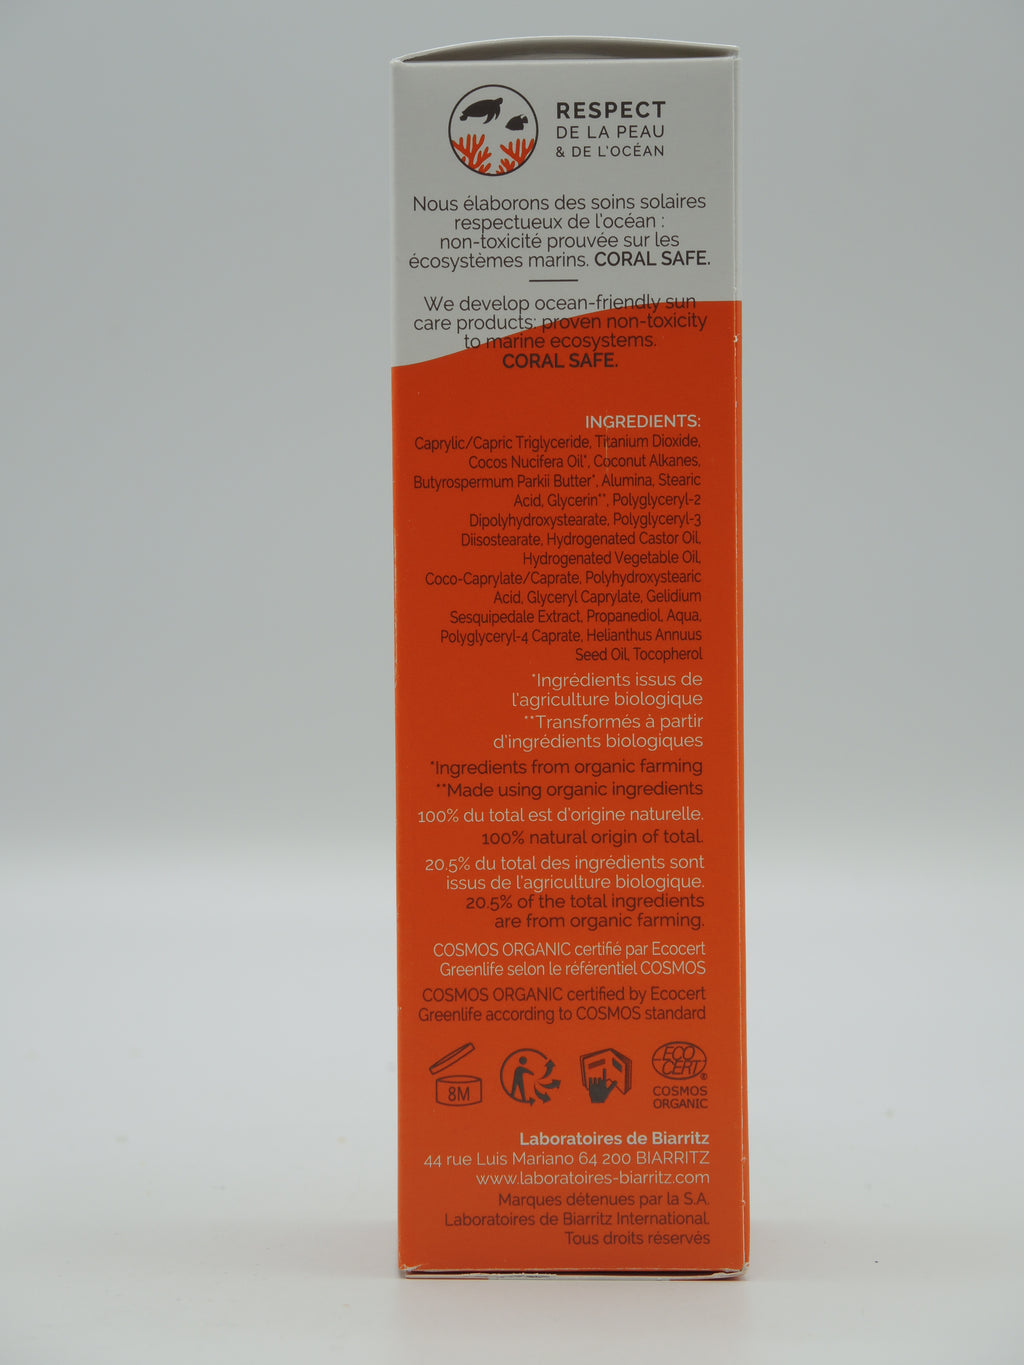 RESPECT
DE LA PEAU
& DE L'OCÉAN
Nous élaborons des soins solaires
respectueux de l'océan :
non-toxicité prouvée sur les
écosystèmes marins. CORAL SAFE.
We develop ocean-friendly sun
care products: proven non-toxicity
to marine ecosystems.
CORAL SAFE.
INGREDIENTS:
Caprylic/Capric Triglyceride, Titanium Dioxide,
Cocos Nucifera Oil*, Coconut Alkanes,
Butyrospermum Parkii Butter*, Alumina, Stearic
Acid, Glycerin**, Polyglyceryl-2
Dipolyhydroxystearate, Polyglyceryl-3
Diisostearate, Hydrogenated Castor Oil,
Hydrogenated Vegetable Oil,
Coco-Caprylate/Caprate, Polyhydroxystearic
Acid, Glyceryl Caprylate, Gelidium
Sesquipedale Extract, Propanediol, Aqua,
Polyglyceryl-4 Caprate, Helianthus Annuus
Seed Oil, Tocopherol
*Ingrédients issus de
l'agriculture biologique
**Transformés à partir
d'ingrédients biologiques
*Ingredients from organic farming
**Made using organic ingredients
100% du total est d'origine naturelle.
100% natural origin of total.
20.5% du total des ingrédients sont
issus de l'agriculture biologique.
20.5% of the total ingredients
are from organic farming.
COSMOS ORGANIC certifié par Ecocert
Greenlife selon le référentiel COSMOS
COSMOS ORGANIC certified by Ecocert
Greenlife according to COSMOS standard
8M
ECO
CERT®
COSMOS
ORGANIC
Laboratoires de Biarritz
44 rue Luis Mariano 64 200 BIARRITZ
www.laboratoires-biarritz.com
Marques détenues par la S.A.
Laboratoires de Biarritz International.
Tous droits réservés